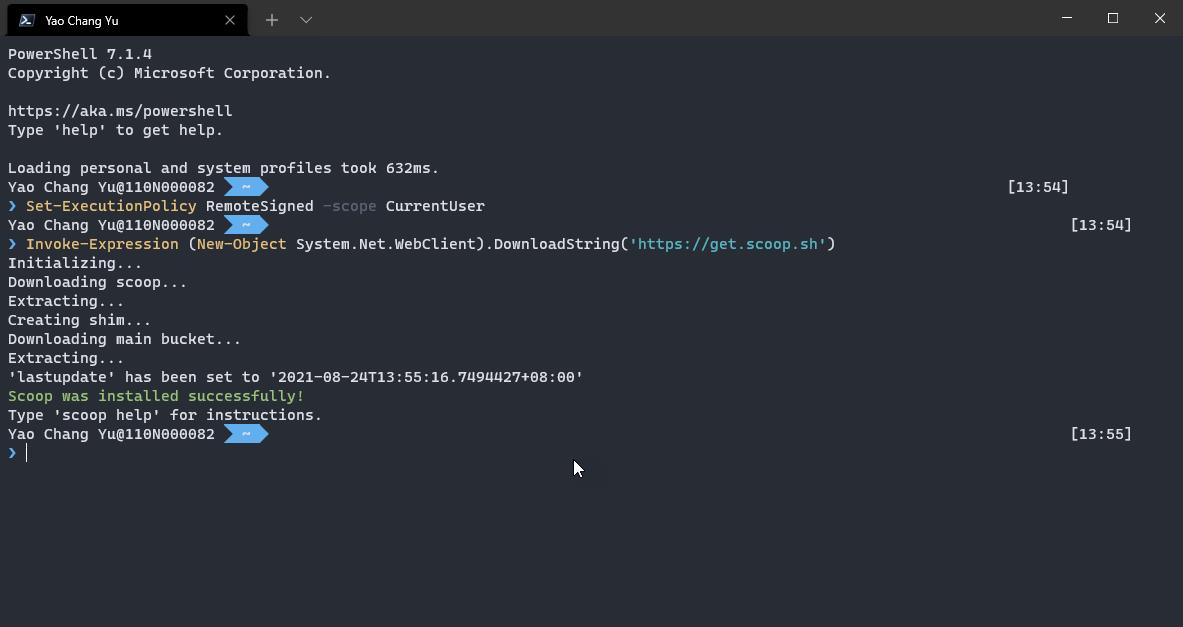 Yao Chang Yu
PowerShell 7.1.4
Copyright (c) Microsoft Corporation.
https://aka.ms/powershell
Type 'help' to get help.
Loading personal and system profiles took 632ms.
Yao Chang Yu@110N000082 ~ [13:54]
❯ Set-ExecutionPolicy RemoteSigned -scope CurrentUser
Yao Chang Yu@110N000082 ~ [13:54]
❯ Invoke-Expression (New-Object System.Net.WebClient).DownloadString('https://get.scoop.sh')
Initializing...
Downloading scoop...
Extracting...
Creating shim...
Downloading main bucket...
Extracting...
'lastupdate' has been set to '2021-08-24T13:55:16.7494427+08:00'
Scoop was installed successfully!
Type 'scoop help' for instructions.
Yao Chang Yu@110N000082 ~ [13:55]
❯